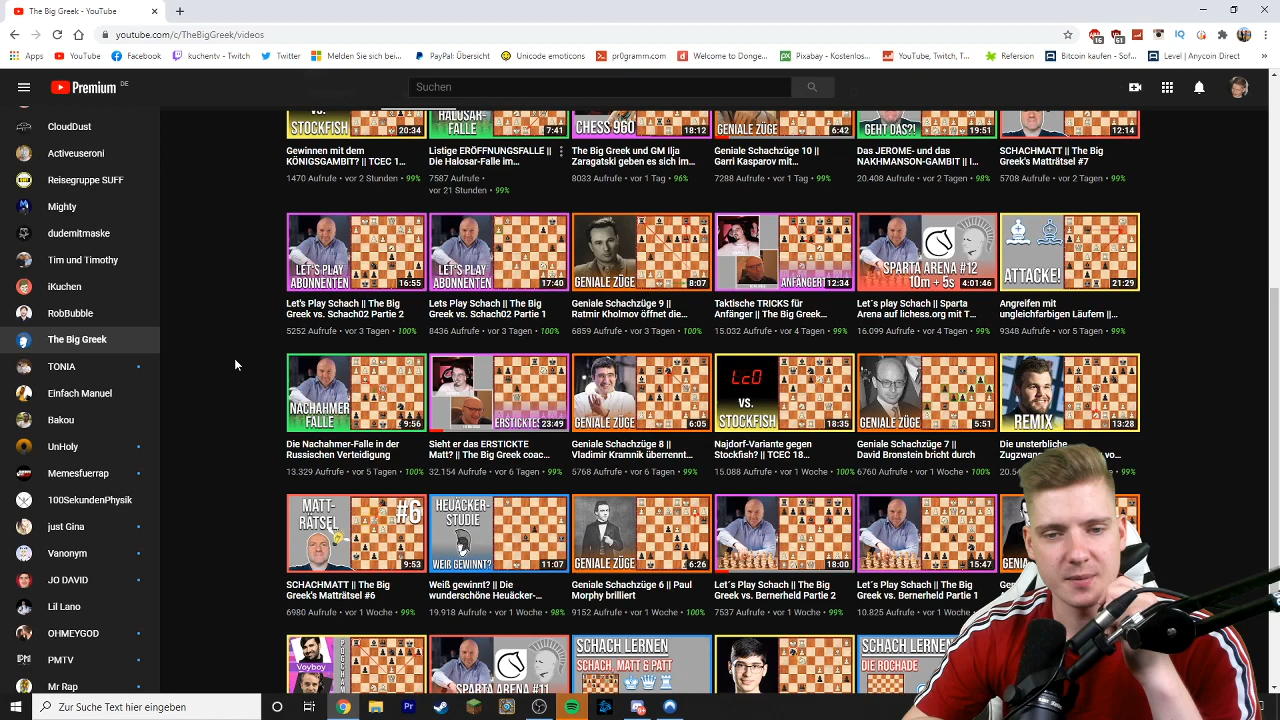 The Big Greek - YouTube
youtube.com/c/TheBigGreek/videos
Apps YouTube Facebook kuchentv - Twitch Twitter Melden Sie sich bei... PayPal: Übersicht Unicode emoticons pr0gramm.com Welcome to Donge... Pixabay - Kostenlos... YouTube, Twitch, T... Refersion Bitcoin kaufen - Sof... Level | Anycoin Direct
Premium DE
Suchen
CloudDust
Activeuseroni
Reisegruppe SUFF
Mighty
dudemitmaske
Tim und Timothy
iKuchen
RobBubble
The Big Greek
TONIA
Einfach Manuel
Bakou
UnHoly
Memesfuerrap
100SekundenPhysik
just Gina
Vanonym
JO DAVID
Lil Lano
OHMEYGOD
PMTV
Mr Rap
VS.
STOCKFISH
20:34
HALOSAR-
FALLE
7:41
CHESS 960
18:12
GENIALE ZÜGE
6:42
GEHT DAS?!
19:51
12:14
Gewinnen mit dem
KÖNIGSGAMBIT? || TCEC 1...
1470 Aufrufe • vor 2 Stunden • 99%
Listige ERÖFFNUNGSFALLE ||
Die Halosar-Falle im...
7587 Aufrufe •
vor 21 Stunden • 99%
The Big Greek und GM Ilja
Zaragatski geben es sich im...
8033 Aufrufe • vor 1 Tag • 96%
Geniale Schachzüge 10 ||
Garri Kasparov mit...
7288 Aufrufe • vor 1 Tag • 99%
Das JEROME- und das
NAKHMANSON-GAMBIT || I...
20.408 Aufrufe • vor 2 Tagen • 98%
SCHACHMATT || The Big
Greek's Matträtsel #7
5708 Aufrufe • vor 2 Tagen • 99%
LET'S PLAY
ABONNENTEN
16:55
LET'S PLAY
ABONNENTEN
17:40
GENIALE ZÜGE
8:07
ANFÄNGER!
12:34
SPARTA ARENA #12
10m + 5s
4:01:46
ATTACKE!
21:29
Let's Play Schach || The Big
Greek vs. Schach02 Partie 2
5252 Aufrufe • vor 3 Tagen • 100%
Lets Play Schach || The Big
Greek vs. Schach02 Partie 1
8436 Aufrufe • vor 3 Tagen • 100%
Geniale Schachzüge 9 ||
Ratmir Kholmov öffnet die...
6859 Aufrufe • vor 3 Tagen • 100%
Taktische TRICKS für
Anfänger || The Big Greek...
15.032 Aufrufe • vor 4 Tagen • 99%
Let´s play Schach || Sparta
Arena auf lichess.org mit T...
16.099 Aufrufe • vor 4 Tagen • 99%
Angreifen mit
ungleichfarbigen Läufern ||...
9348 Aufrufe • vor 5 Tagen • 99%
NACHAHMER
FALLE
9:56
ERSTICKTES
23:49
GENIALE ZÜGE
6:05
Lc0
VS.
STOCKFISH
18:35
GENIALE ZÜGE
5:51
REMIX
13:28
Die Nachahmer-Falle in der
Russischen Verteidigung
13.329 Aufrufe • vor 5 Tagen • 100%
Sieht er das ERSTICKTE
Matt? || The Big Greek coac...
32.154 Aufrufe • vor 6 Tagen • 99%
Geniale Schachzüge 8 ||
Vladimir Kramnik überrennt...
5768 Aufrufe • vor 6 Tagen • 99%
Najdorf-Variante gegen
Stockfish? || TCEC 18...
15.088 Aufrufe • vor 1 Woche • 100%
Geniale Schachzüge 7 ||
David Bronstein bricht durch
6760 Aufrufe • vor 1 Woche • 100%
Die unsterbliche
99%
MATT-
RÄTSEL
#6
9:53
HEUÄCKER-
STUDIE
WEIß GEWINNT?
11:07
GENIALE ZÜGE
6:26
18:00
15:47
SCHACHMATT || The Big
Greek's Matträtsel #6
6980 Aufrufe • vor 1 Woche • 99%
Weiß gewinnt? || Die
wunderschöne Heuäcker-...
19.918 Aufrufe • vor 1 Woche • 98%
Geniale Schachzüge 6 || Paul
Morphy brilliert
9152 Aufrufe • vor 1 Woche • 100%
Let´s Play Schach || The Big
Greek vs. Bernerheld Partie 2
7537 Aufrufe • vor 1 Woche • 99%
Let´s Play Schach || The Big
Greek vs. Bernerheld Partie 1
10.825 Aufrufe • vor 1 Woche
Voyboy
SPARTA ARENA #11
SCHACH LERNEN
SCHACH, MATT & PATT
SCHACH LERNEN
DIE ROCHADE
Zur Suche Text hier eingeben